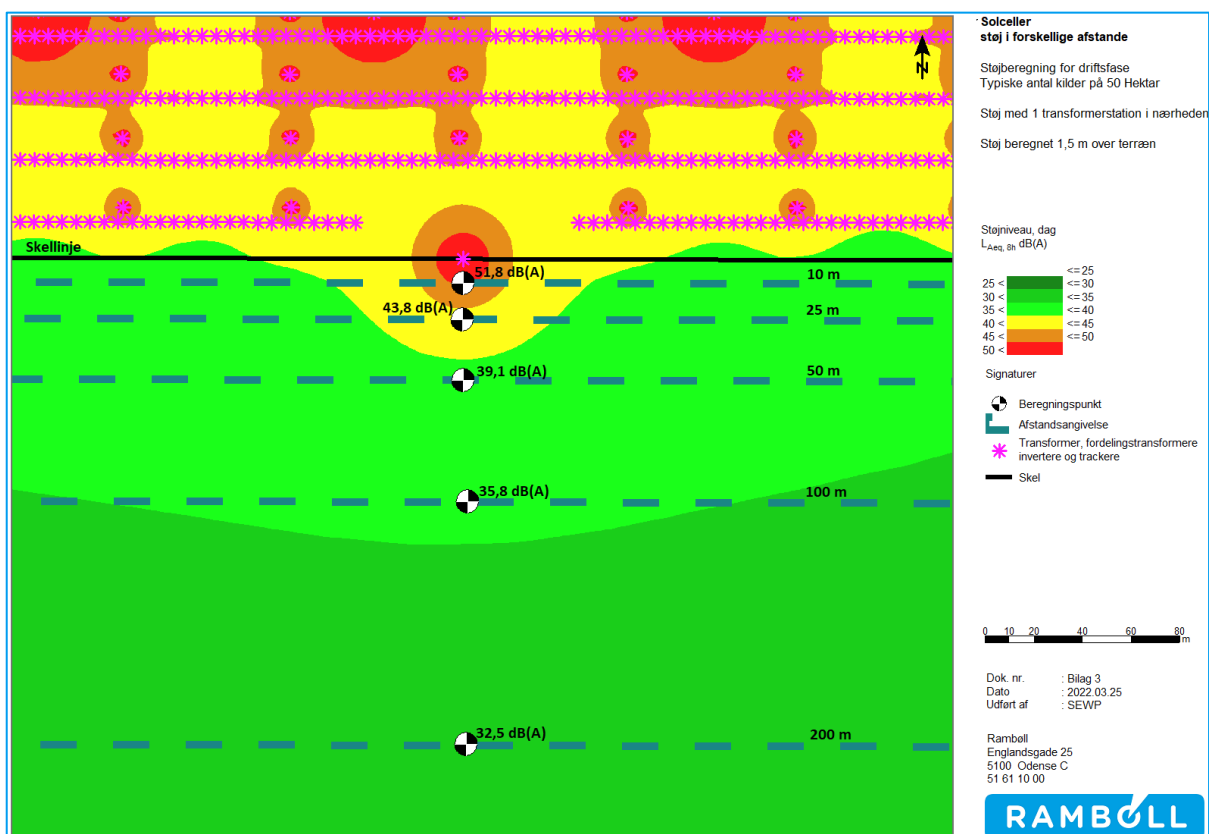 Solceller
støj i forskellige afstande
Støjberegning for driftsfase
Typiske antal kilder på 50 Hektar
Støj med 1 transformerstation i nærheden
Støj beregnet 1,5 m over terræn
N
Skellinje
51,8 dB(A)
10 m
43,8 dB(A)
25 m
39,1 dB(A)
50 m
35,8 dB(A)
100 m
32,5 dB(A)
200 m
Støjniveau, dag
LAeq, 8h dB(A)
<=25
25 < <=30
30 < <=35
35 < <=40
40 < <=45
45 < <=50
50 <
Signaturer
Beregningspunkt
Afstandsangivelse
Transformer, fordelingstransformere
invertere og trackere
Skel
0 10 20 40 60 80
m
Dok. nr. : Bilag 3
Dato : 2022.03.25
Udført af : SEWP
Rambøll
Englandsgade 25
5100 Odense C
51 61 10 00
RAMBOLL